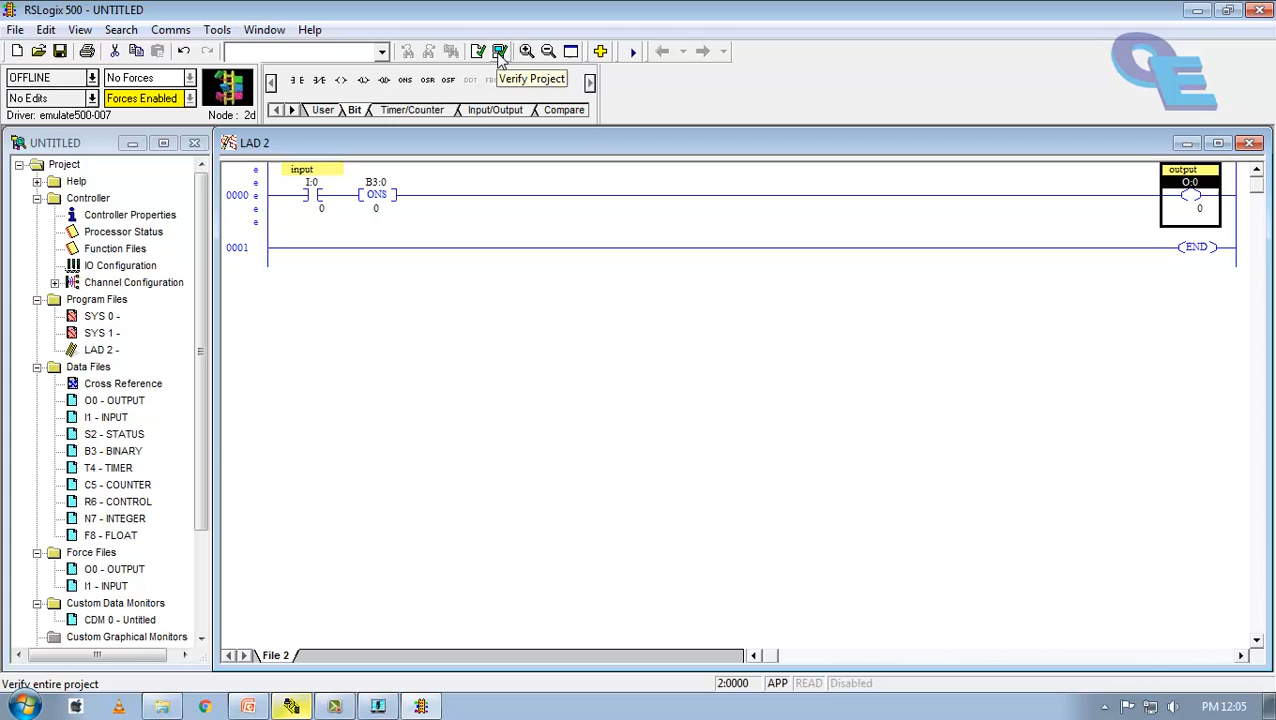 RSLogix 500 - UNTITLED
File Edit View Search Comms Tools Window Help
OFFLINE No Forces
No Edits Forces Enabled
Driver: emulate500-007 Node : 2d
ONS OSR OSF
User Bit Timer/Counter Input/Output Compare
Verify Project
OE
UNTITLED
Project
Help
Controller
Controller Properties
Processor Status
Function Files
IO Configuration
Channel Configuration
Program Files
SYS 0 -
SYS 1 -
LAD 2 -
Data Files
Cross Reference
O0 - OUTPUT
I1 - INPUT
S2 - STATUS
B3 - BINARY
T4 - TIMER
C5 - COUNTER
R6 - CONTROL
N7 - INTEGER
F8 - FLOAT
Force Files
O0 - OUTPUT
I1 - INPUT
Custom Data Monitors
CDM 0 - Untitled
Custom Graphical Monitors
LAD 2
e input output
e I:0 B3:0 O:0
0000 e ONS
e 0 0 0
e
0001 END
File 2
Verify entire project 2:0000 APP READ Disabled
PM 12:05